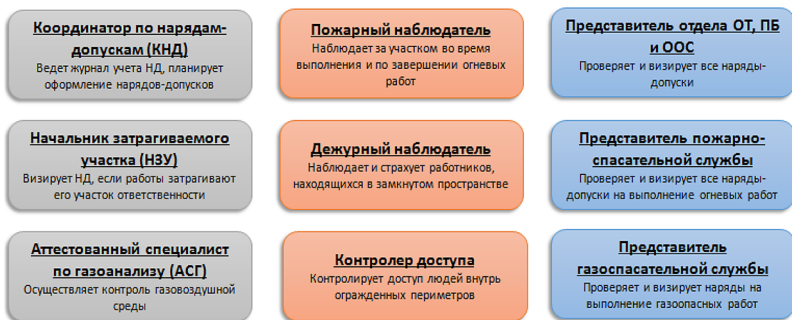 Координатор по нарядам-
допускам (КНД)
Ведет журнал учета НД, планирует
оформление нарядов-допусков
Пожарный наблюдатель
Наблюдает за участком во время
выполнения и по завершении огневых
работ
Представитель отдела ОТ, ПБ
и ООС
Проверяет и визирует все наряды-
допуски
Начальник затрагиваемого
участка (НЗУ)
Визирует НД, если работы затрагивают
его участок ответственности
Дежурный наблюдатель
Наблюдает и страхует работников,
находящихся в замкнутом пространстве
Представитель пожарно-
спасательной службы
Проверяет и визирует все наряды-
допуски на выполнение огневых работ
Аттестованный специалист
по газоанализу (АСГ)
Осуществляет контроль газовоздушной
среды
Контролер доступа
Контролирует доступ людей внутрь
огражденных периметров
Представитель
газоспасательной службы
Проверяет и визирует наряды на
выполнение газоопасных работ